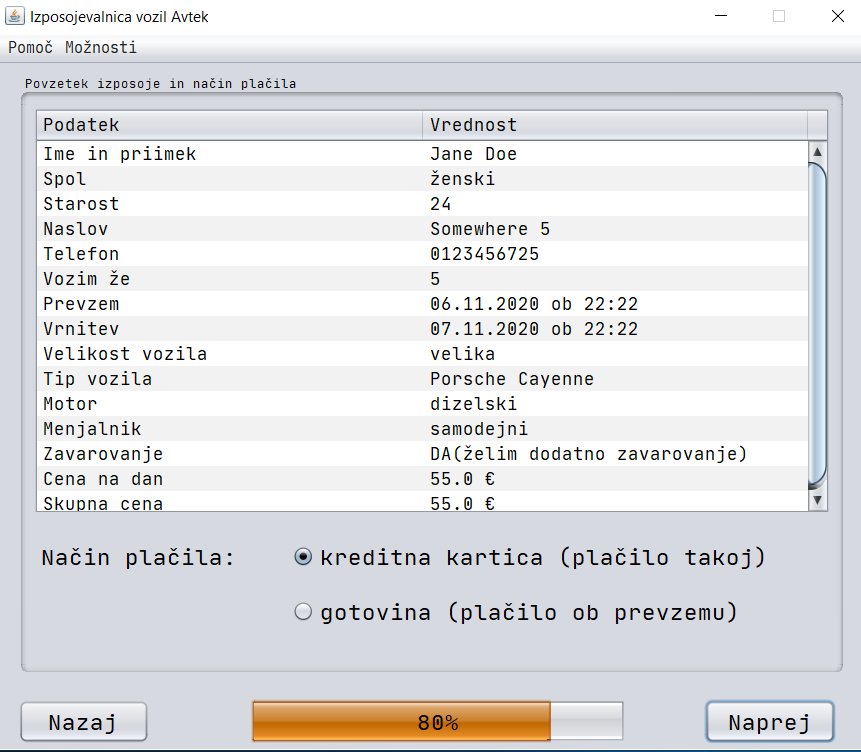 Izposojevalnica vozil Avtek
Pomoč Možnosti
Povzetek izposoje in način plačila
Podatek Vrednost
Ime in priimek Jane Doe
Spol ženski
Starost 24
Naslov Somewhere 5
Telefon 0123456725
Vozim že 5
Prevzem 06.11.2020 ob 22:22
Vrnitev 07.11.2020 ob 22:22
Velikost vozila velika
Tip vozila Porsche Cayenne
Motor dizelski
Menjalnik samodejni
Zavarovanje DA(želim dodatno zavarovanje)
Cena na dan 55.0 €
Skupna cena 55.0 €
Način plačila: kreditna kartica (plačilo takoj)
gotovina (plačilo ob prevzemu)
Nazaj 80% Naprej